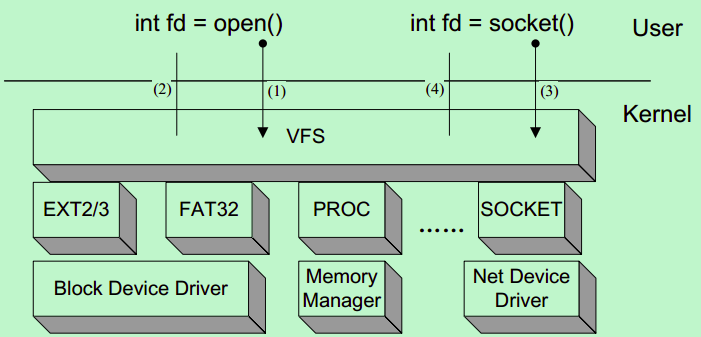 int fd = open()
int fd = socket()
User
(2)
(1)
(4)
(3)
Kernel
VFS
EXT2/3
FAT32
PROC
......
SOCKET
Block Device Driver
Memory
Manager
Net Device
Driver